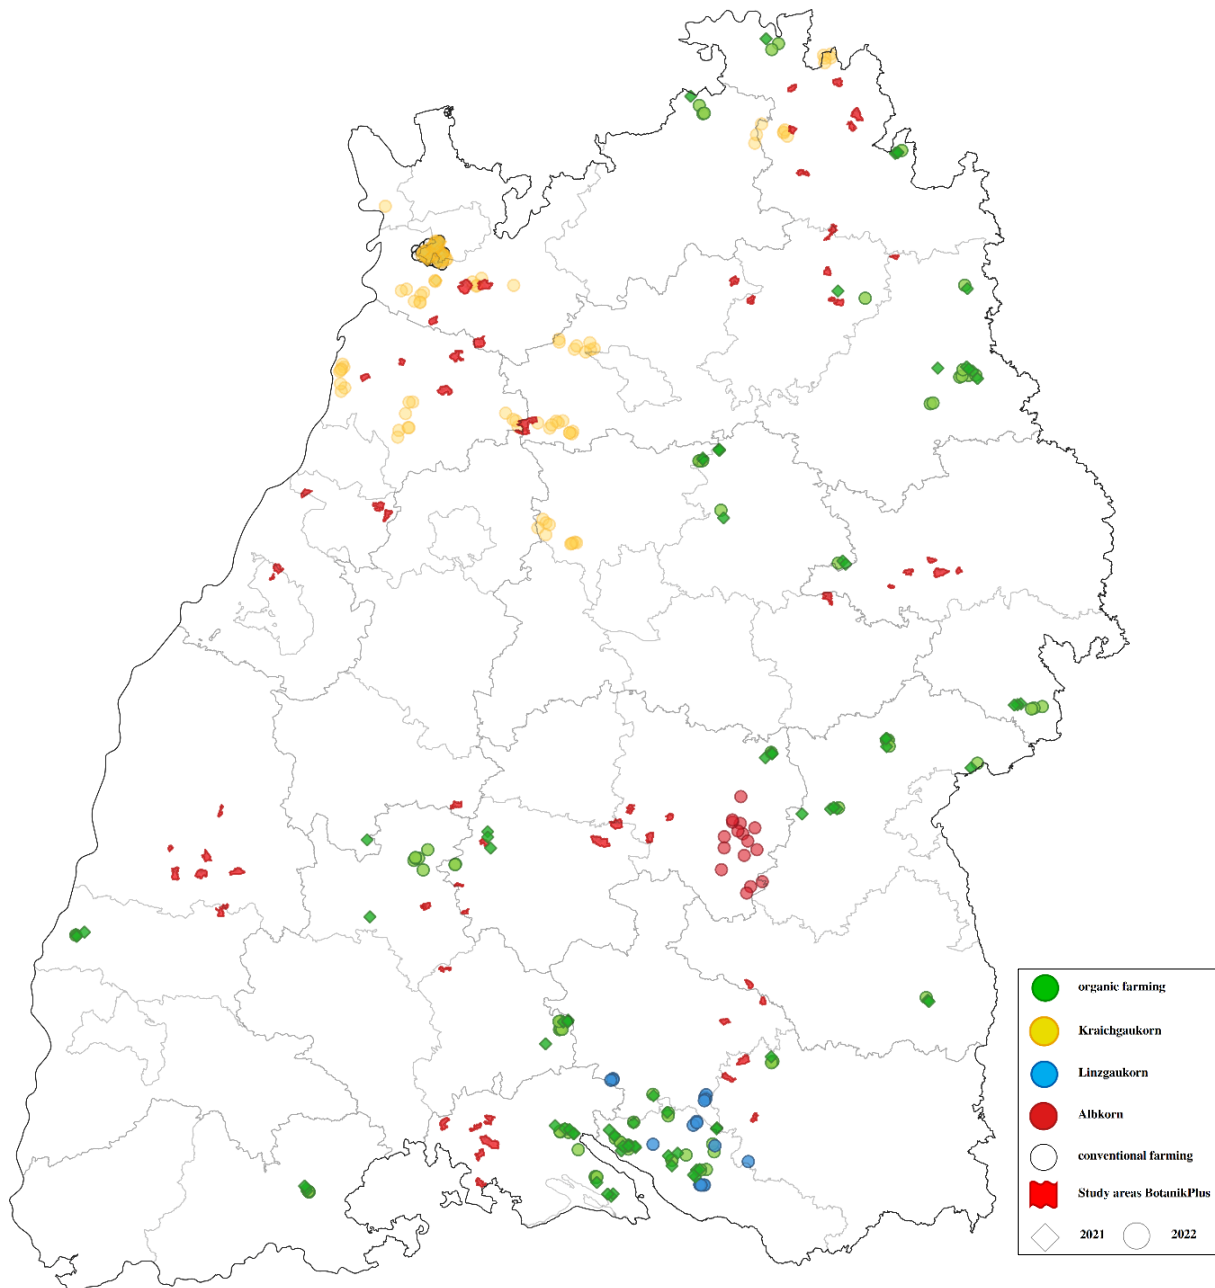 organic farming
Kraichgaukorn
Linzgaukorn
Albkorn
conventional farming
Study areas BotanikPlus
2021 2022